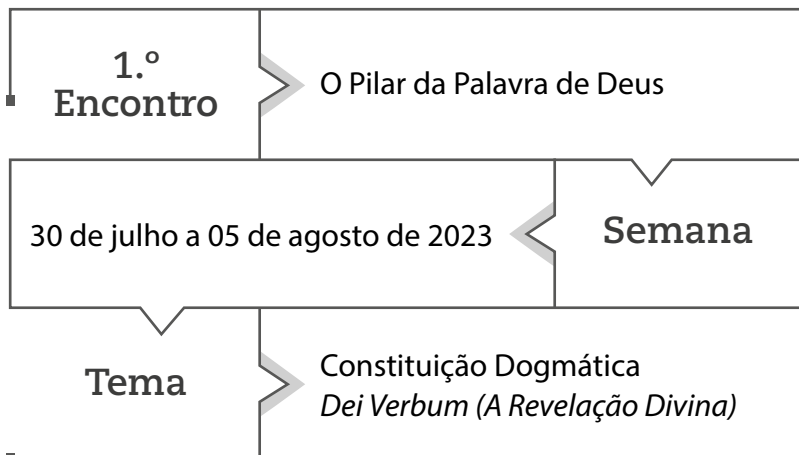 1.º
Encontro
O Pilar da Palavra de Deus
30 de julho a 05 de agosto de 2023
Semana
Tema
Constituição Dogmática
Dei Verbum (A Revelação Divina)